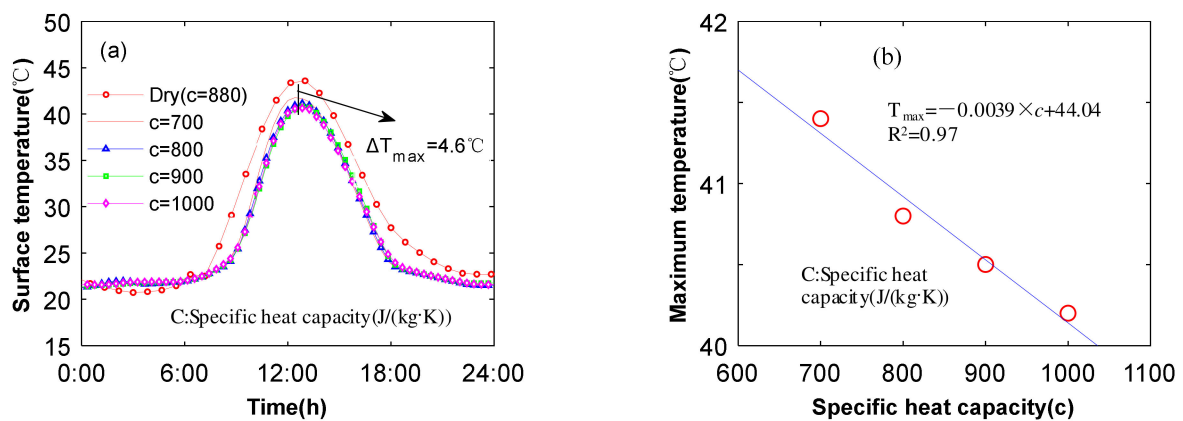 50
45
40
35
30
25
20
15
Surface temperature(℃)
(a)
Dry(c=880)
c=700
c=800
c=900
c=1000
ΔTmax=4.6℃
C:Specific heat capacity(J/(kg·K))
0:00
6:00
12:00
18:00
24:00
Time(h)
42
41
40
Maximum temperature(℃)
(b)
Tmax=−0.0039×c+44.04
R²=0.97
C:Specific heat
capacity(J/(kg·K))
600
700
800
900
1000
1100
Specific heat capacity(c)